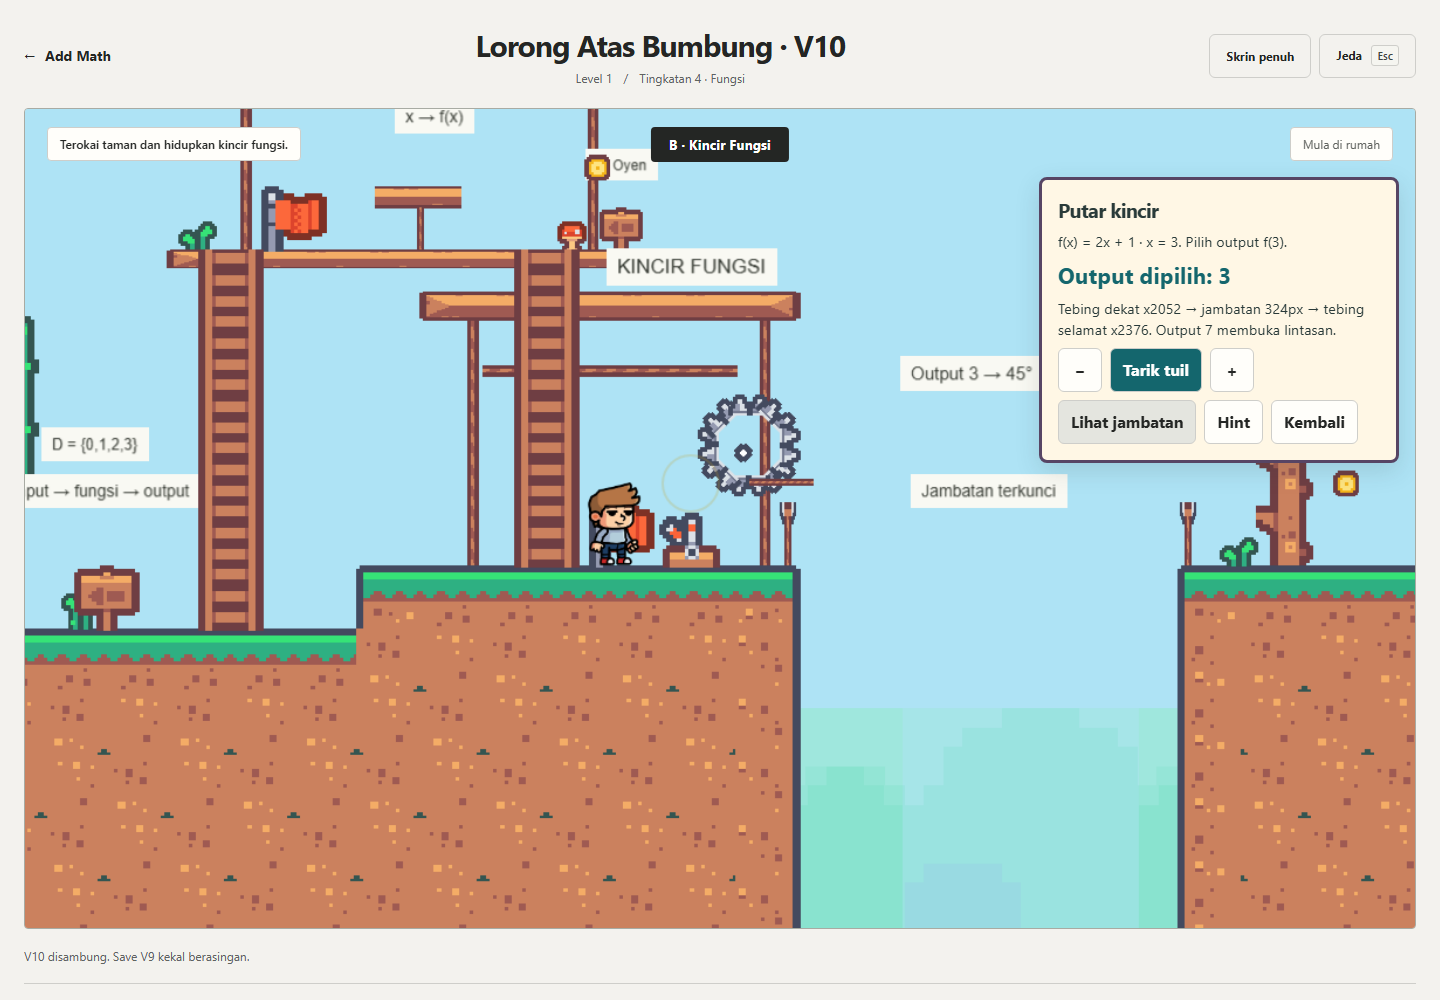 ← Add Math
Lorong Atas Bumbung · V10
Level 1 / Tingkatan 4 · Fungsi
Skrin penuh
Jeda Esc
x → f(x)
Terokai taman dan hidupkan kincir fungsi.
B · Kincir Fungsi
Mula di rumah
Oyen
KINCIR FUNGSI
Putar kincir
f(x) = 2x + 1 · x = 3. Pilih output f(3).
Output dipilih: 3
Tebing dekat x2052 → jambatan 324px → tebing
selamat x2376. Output 7 membuka lintasan.
−
Tarik tuil
+
Lihat jambatan
Hint
Kembali
Output 3 → 45°
D = {0,1,2,3}
put → fungsi → output
Jambatan terkunci
V10 disambung. Save V9 kekal berasingan.